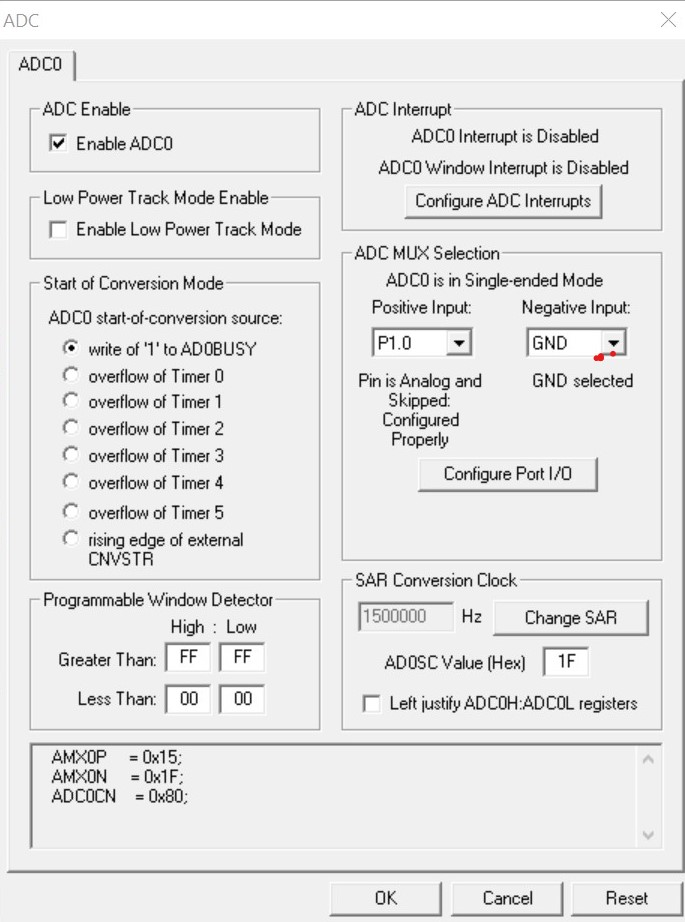 ADC
ADC0
ADC Enable
Enable ADC0
Low Power Track Mode Enable
Enable Low Power Track Mode
Start of Conversion Mode
ADC0 start-of-conversion source:
write of '1' to AD0BUSY
overflow of Timer 0
overflow of Timer 1
overflow of Timer 2
overflow of Timer 3
overflow of Timer 4
overflow of Timer 5
rising edge of external
CNVSTR
Programmable Window Detector
High : Low
Greater Than: FF FF
Less Than: 00 00
ADC Interrupt
ADC0 Interrupt is Disabled
ADC0 Window Interrupt is Disabled
Configure ADC Interrupts
ADC MUX Selection
ADC0 is in Single-ended Mode
Positive Input: Negative Input:
P1.0 GND
Pin is Analog and
Skipped:
Configured
Properly
GND selected
Configure Port I/O
SAR Conversion Clock
1500000 Hz Change SAR
AD0SC Value (Hex) 1F
Left justify ADC0H:ADC0L registers
AMX0P = 0x15;
AMX0N = 0x1F;
ADC0CN = 0x80;
OK Cancel Reset